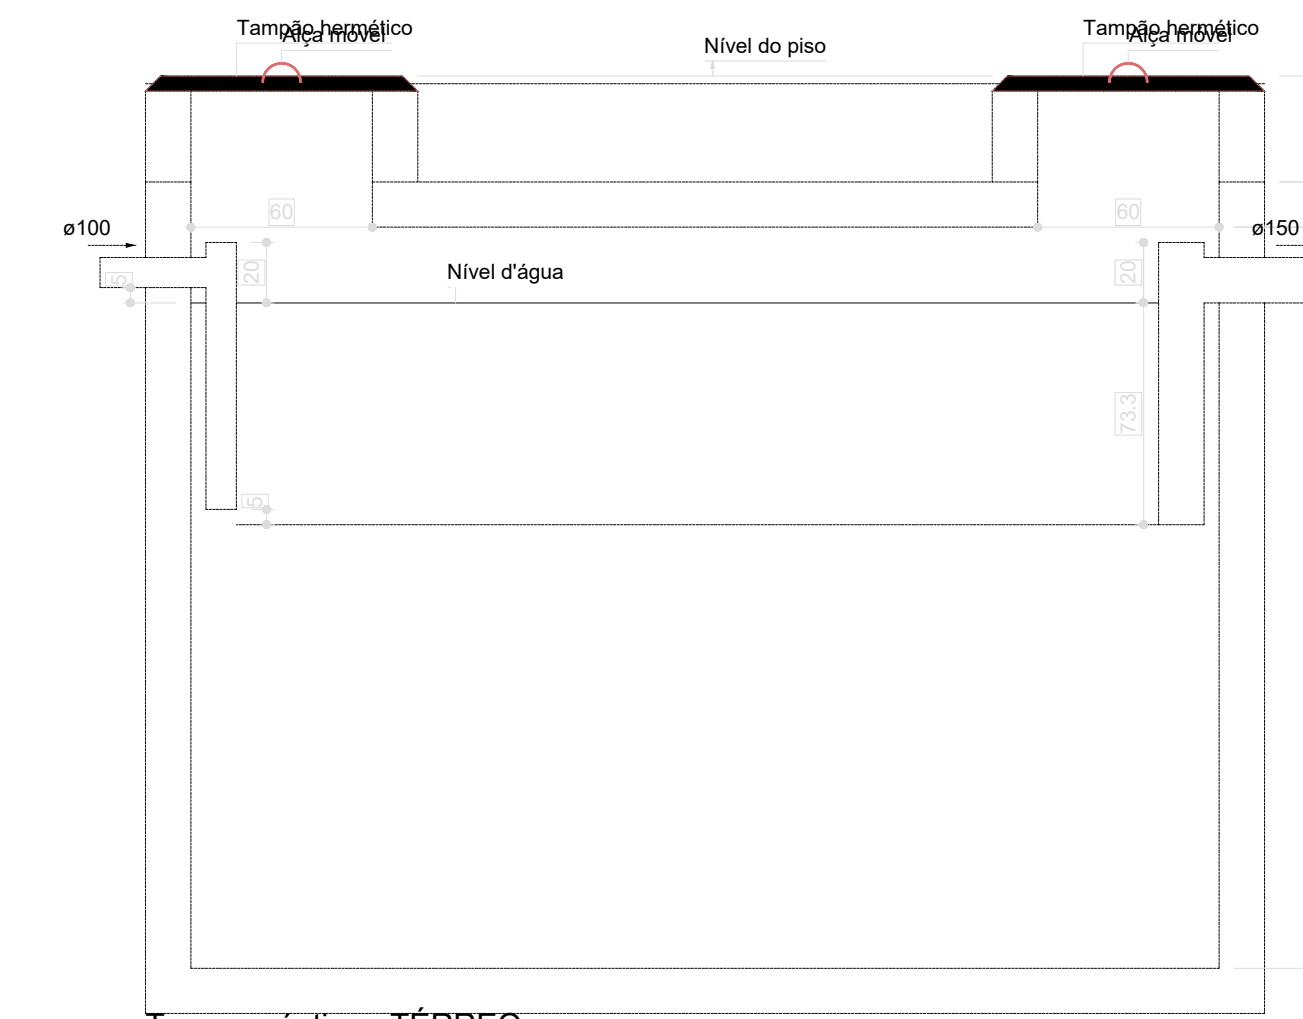 Tampão hermético
Alça móvel
Tampão hermético
Alça móvel
Nível do piso
60
60
ø100
ø150
5
20
Nível d'água
20
73.3
5
TÉRREO